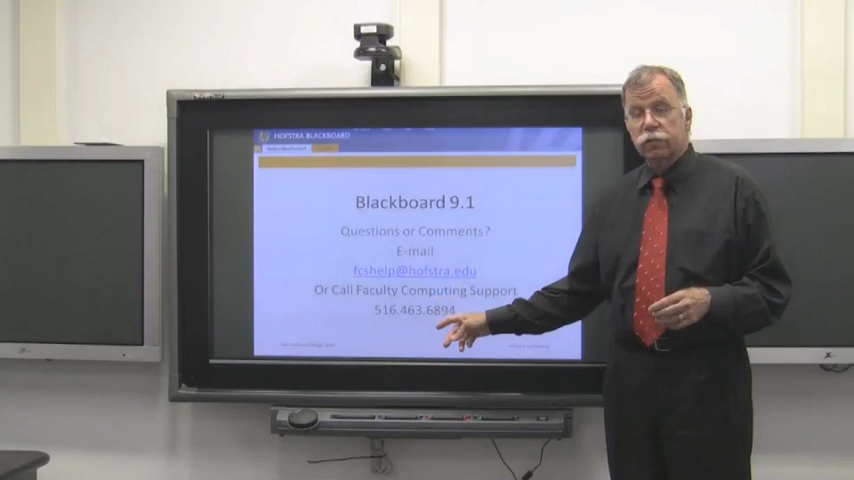 HOFSTRA BLACKBOARD
Blackboard 9.1
Questions or Comments?
E-mail
fcshelp@hofstra.edu
Or Call Faculty Computing Support
516.463.6894